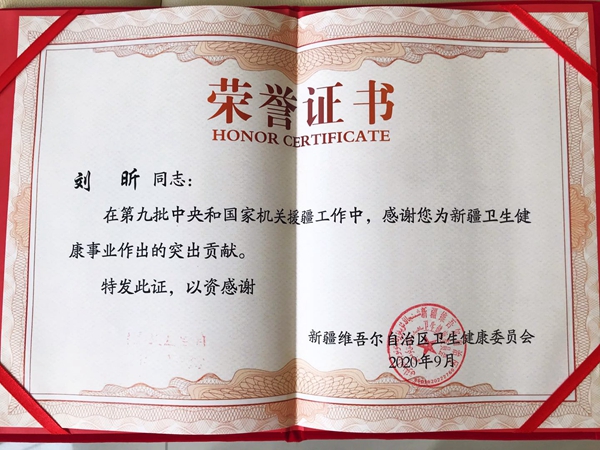 荣誉证书
HONOR CERTIFICATE
刘 昕 同志：
在第九批中央和国家机关援疆工作中，感谢您为新疆卫生健
康事业作出的突出贡献。
特发此证，以资感谢
新疆维吾尔自治区卫生健康委员会
2020年9月